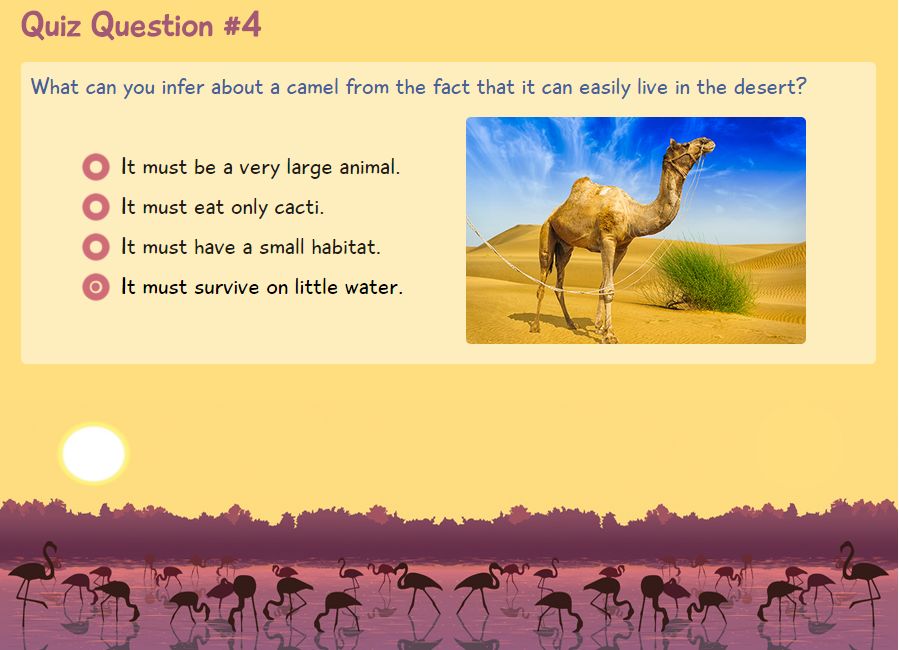 Quiz Question #4
What can you infer about a camel from the fact that it can easily live in the desert?
It must be a very large animal.
It must eat only cacti.
It must have a small habitat.
It must survive on little water.